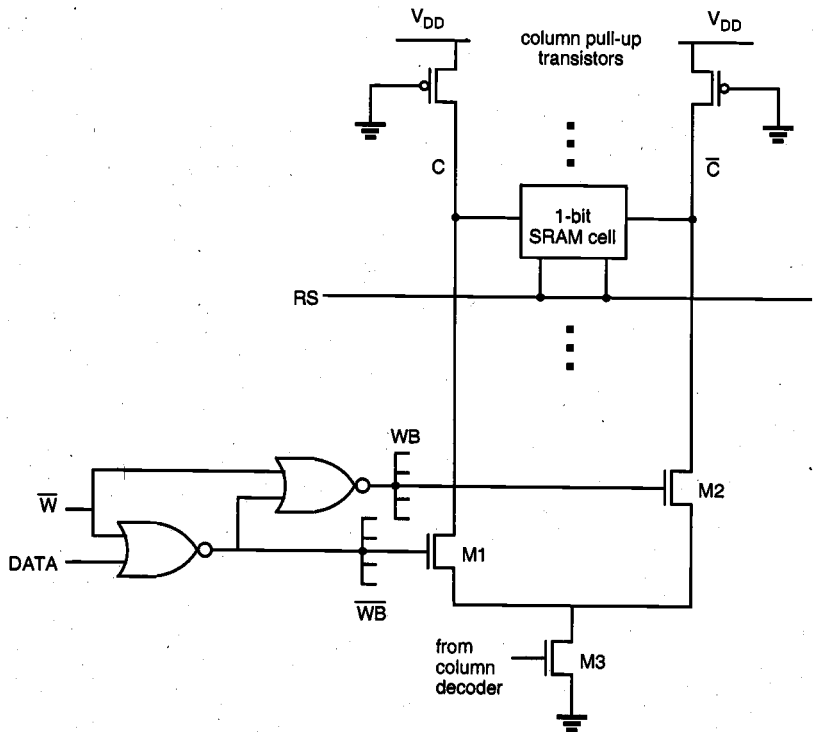 V_DD
column pull-up
transistors
V_DD
C
C̅
1-bit
SRAM cell
RS
WB
W̅
M2
DATA
M1
W̅B̅
from
column
decoder
M3